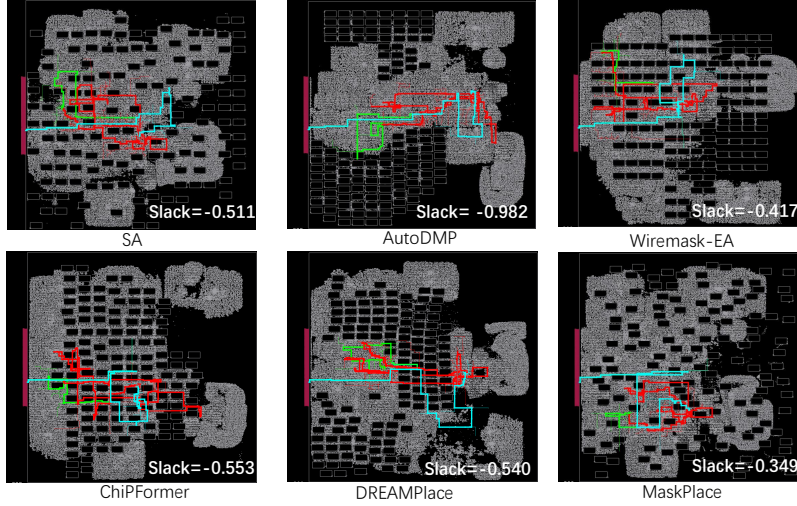 Slack=-0.511
Slack= -0.982
Slack=-0.417
SA
AutoDMP
Wiremask-EA
Slack=-0.553
Slack=-0.540
Slack=-0.349
ChiPFormer
DREAMPlace
MaskPlace